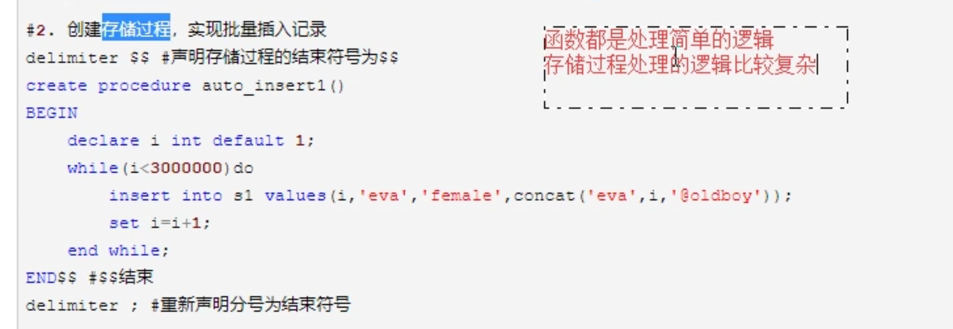 #2. 创建存储过程，实现批量插入记录
delimiter $$ #声明存储过程的结束符号为$$
create procedure auto_insert1()
BEGIN
    declare i int default 1;
    while(i<3000000)do
        insert into s1 values(i,'eva','female',concat('eva',i,'@oldboy'));
        set i=i+1;
    end while;
END$$ #$$结束
delimiter ; #重新声明分号为结束符号
函数都是处理简单的逻辑
存储过程处理的逻辑比较复杂